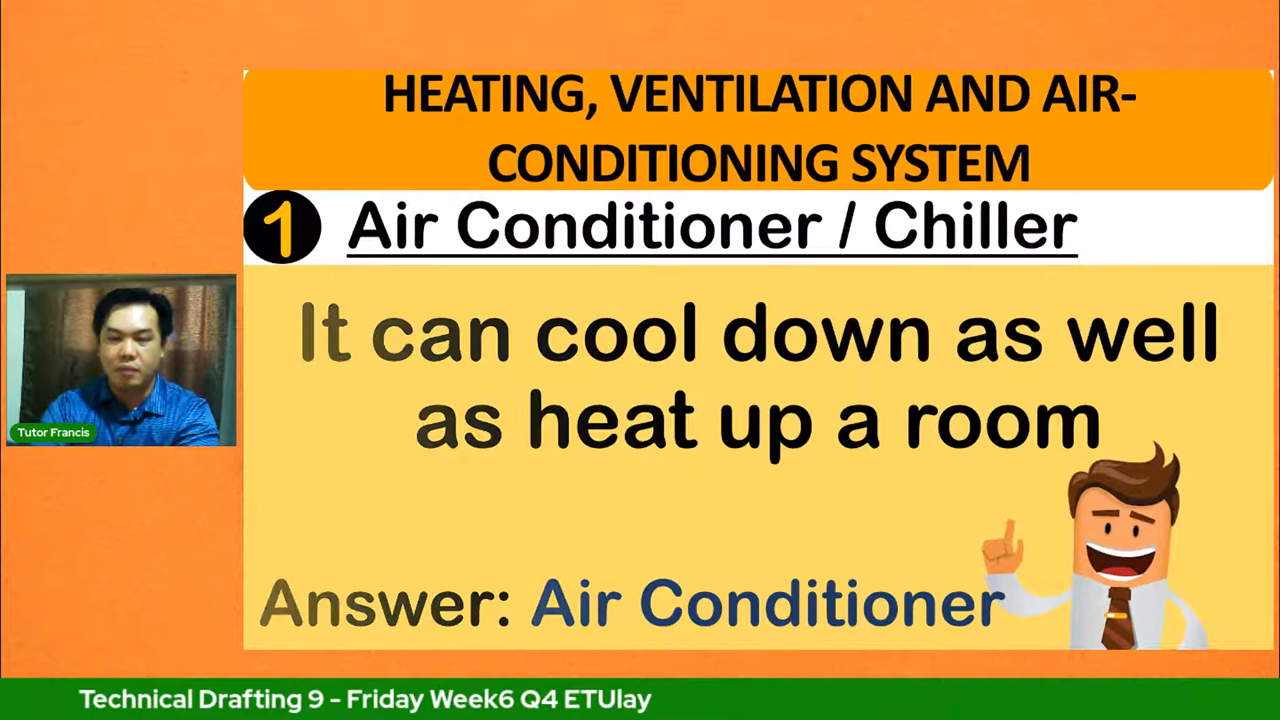 HEATING, VENTILATION AND AIR-
CONDITIONING SYSTEM
1 Air Conditioner / Chiller
It can cool down as well
as heat up a room
Answer: Air Conditioner
Tutor Francis
Technical Drafting 9 - Friday Week6 Q4 ETUlay